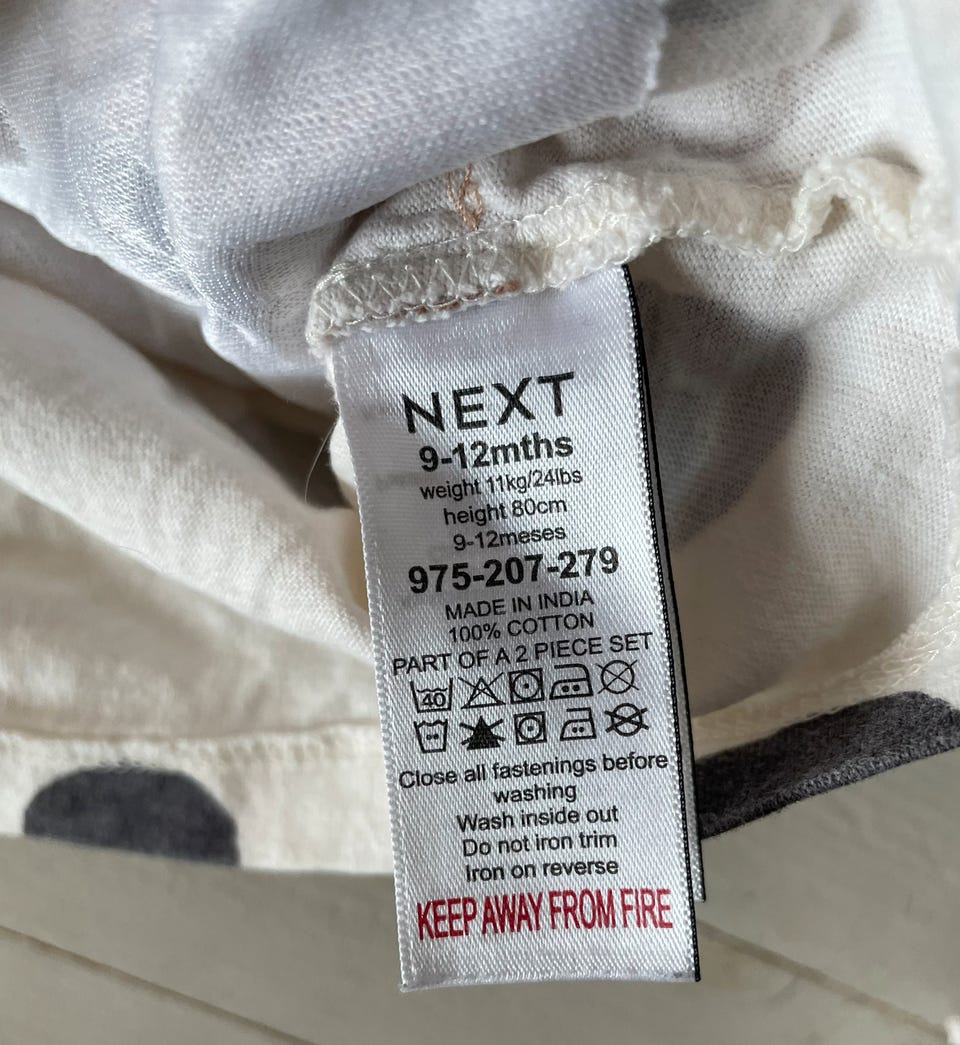 NEXT
9-12mths
weight 11kg/24lbs
height 80cm
9-12meses
975-207-279
MADE IN INDIA
100% COTTON
PART OF A 2 PIECE SET
40
Close all fastenings before
washing
Wash inside out
Do not iron trim
Iron on reverse
KEEP AWAY FROM FIRE